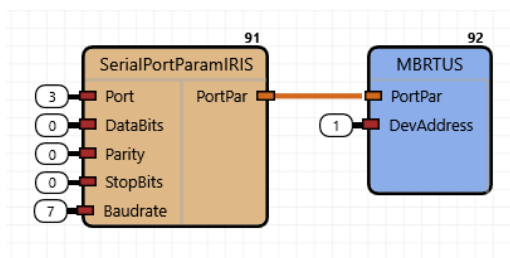 91
92
SerialPortParamIRIS
MBRTUS
3 Port PortPar
PortPar
0 DataBits
1 DevAddress
0 Parity
0 StopBits
7 Baudrate